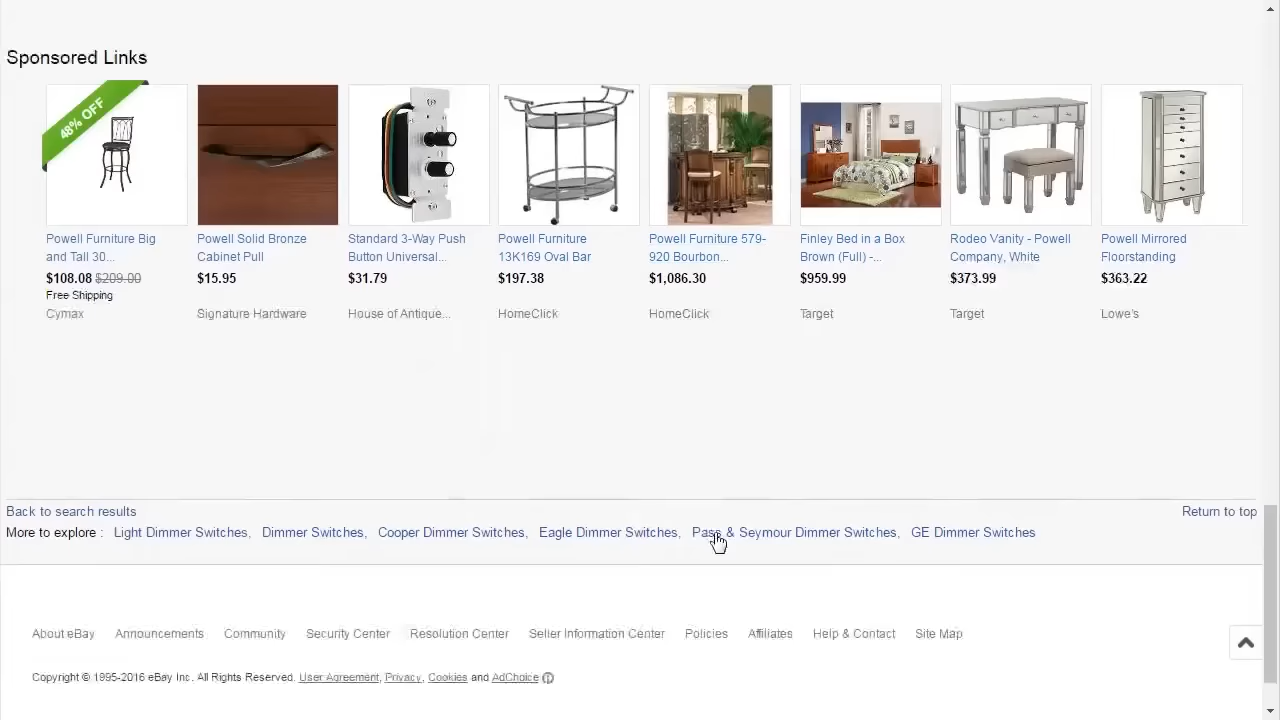 Sponsored Links
48% OFF
Powell Furniture Big
and Tall 30...
$108.08 $209.00
Free Shipping
Cymax
Powell Solid Bronze
Cabinet Pull
$15.95
Signature Hardware
Standard 3-Way Push
Button Universal...
$31.79
House of Antique...
Powell Furniture
13K169 Oval Bar
$197.38
HomeClick
Powell Furniture 579-
920 Bourbon...
$1,086.30
HomeClick
Finley Bed in a Box
Brown (Full) -...
$959.99
Target
Rodeo Vanity - Powell
Company, White
$373.99
Target
Powell Mirrored
Floorstanding
$363.22
Lowe's
Back to search results
Return to top
More to explore : Light Dimmer Switches, Dimmer Switches, Cooper Dimmer Switches, Eagle Dimmer Switches, Pass & Seymour Dimmer Switches, GE Dimmer Switches
About eBay Announcements Community Security Center Resolution Center Seller Information Center Policies Affiliates Help & Contact Site Map
Copyright © 1995-2016 eBay Inc. All Rights Reserved. User Agreement, Privacy, Cookies and AdChoice